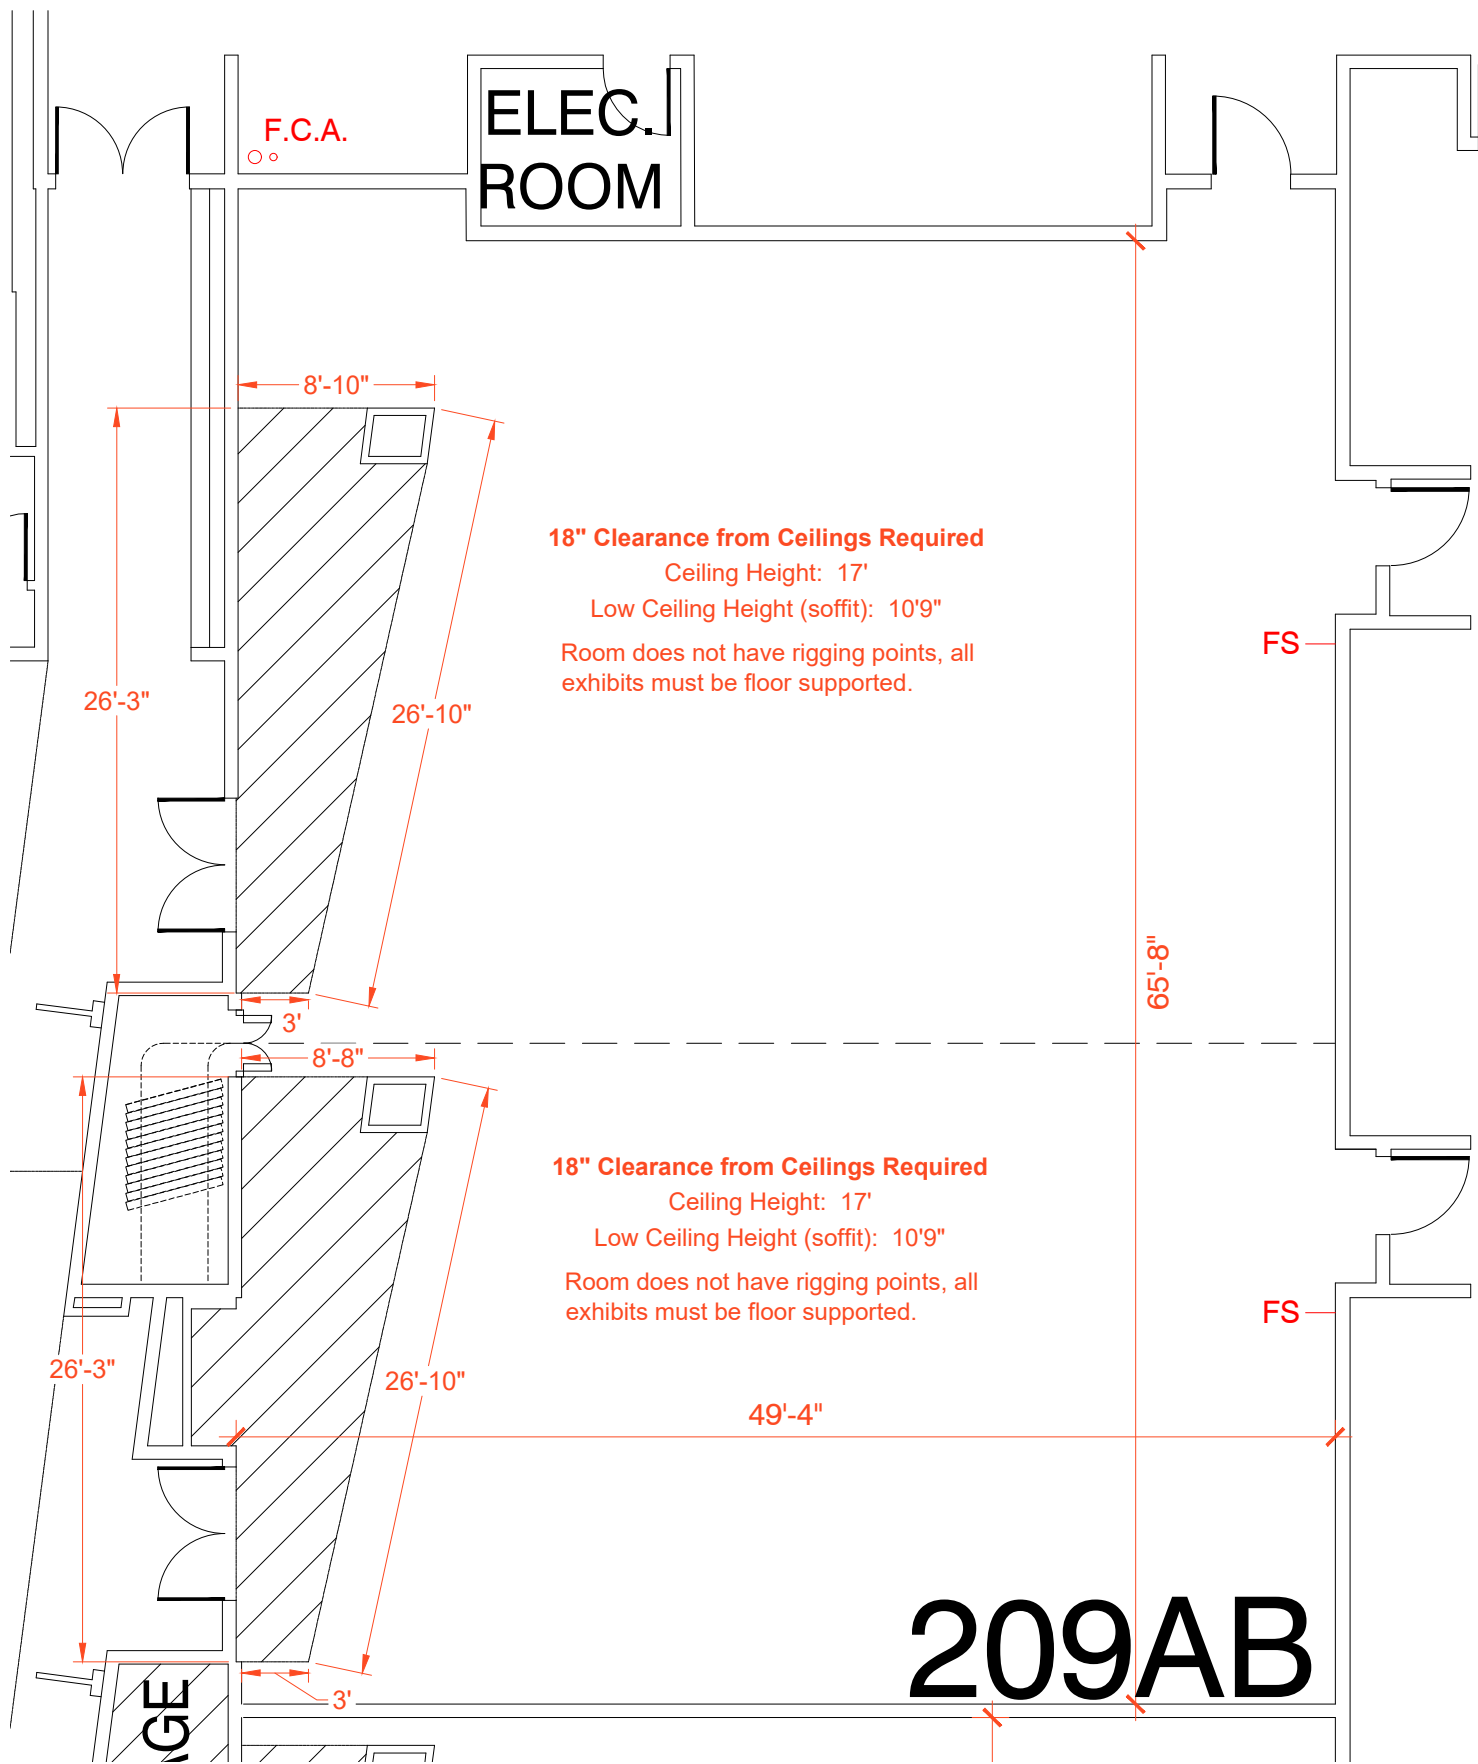 ELEC.
ROOM
F.C.A.
8'-10"
18" Clearance from Ceilings Required
Ceiling Height:  17'
Low Ceiling Height (soffit):  10'9"
Room does not have rigging points, all
exhibits must be floor supported.
FS
26'-3"
26'-10"
65'-8"
3'
8'-8"
18" Clearance from Ceilings Required
Ceiling Height:  17'
Low Ceiling Height (soffit):  10'9"
Room does not have rigging points, all
exhibits must be floor supported.
FS
26'-3"
26'-10"
49'-4"
209AB
3'